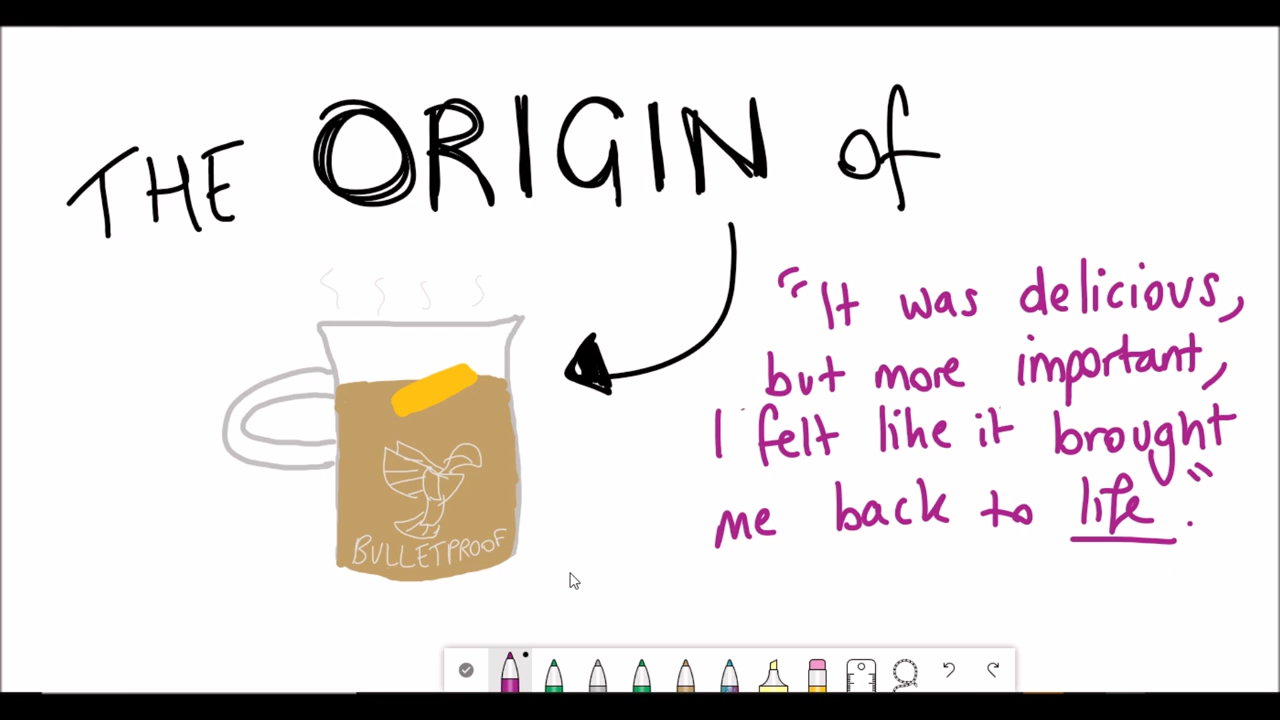 THE ORIGIN of
"It was delicious,
but more important,
I felt like it brought
me back to life".
BULLETPROOF